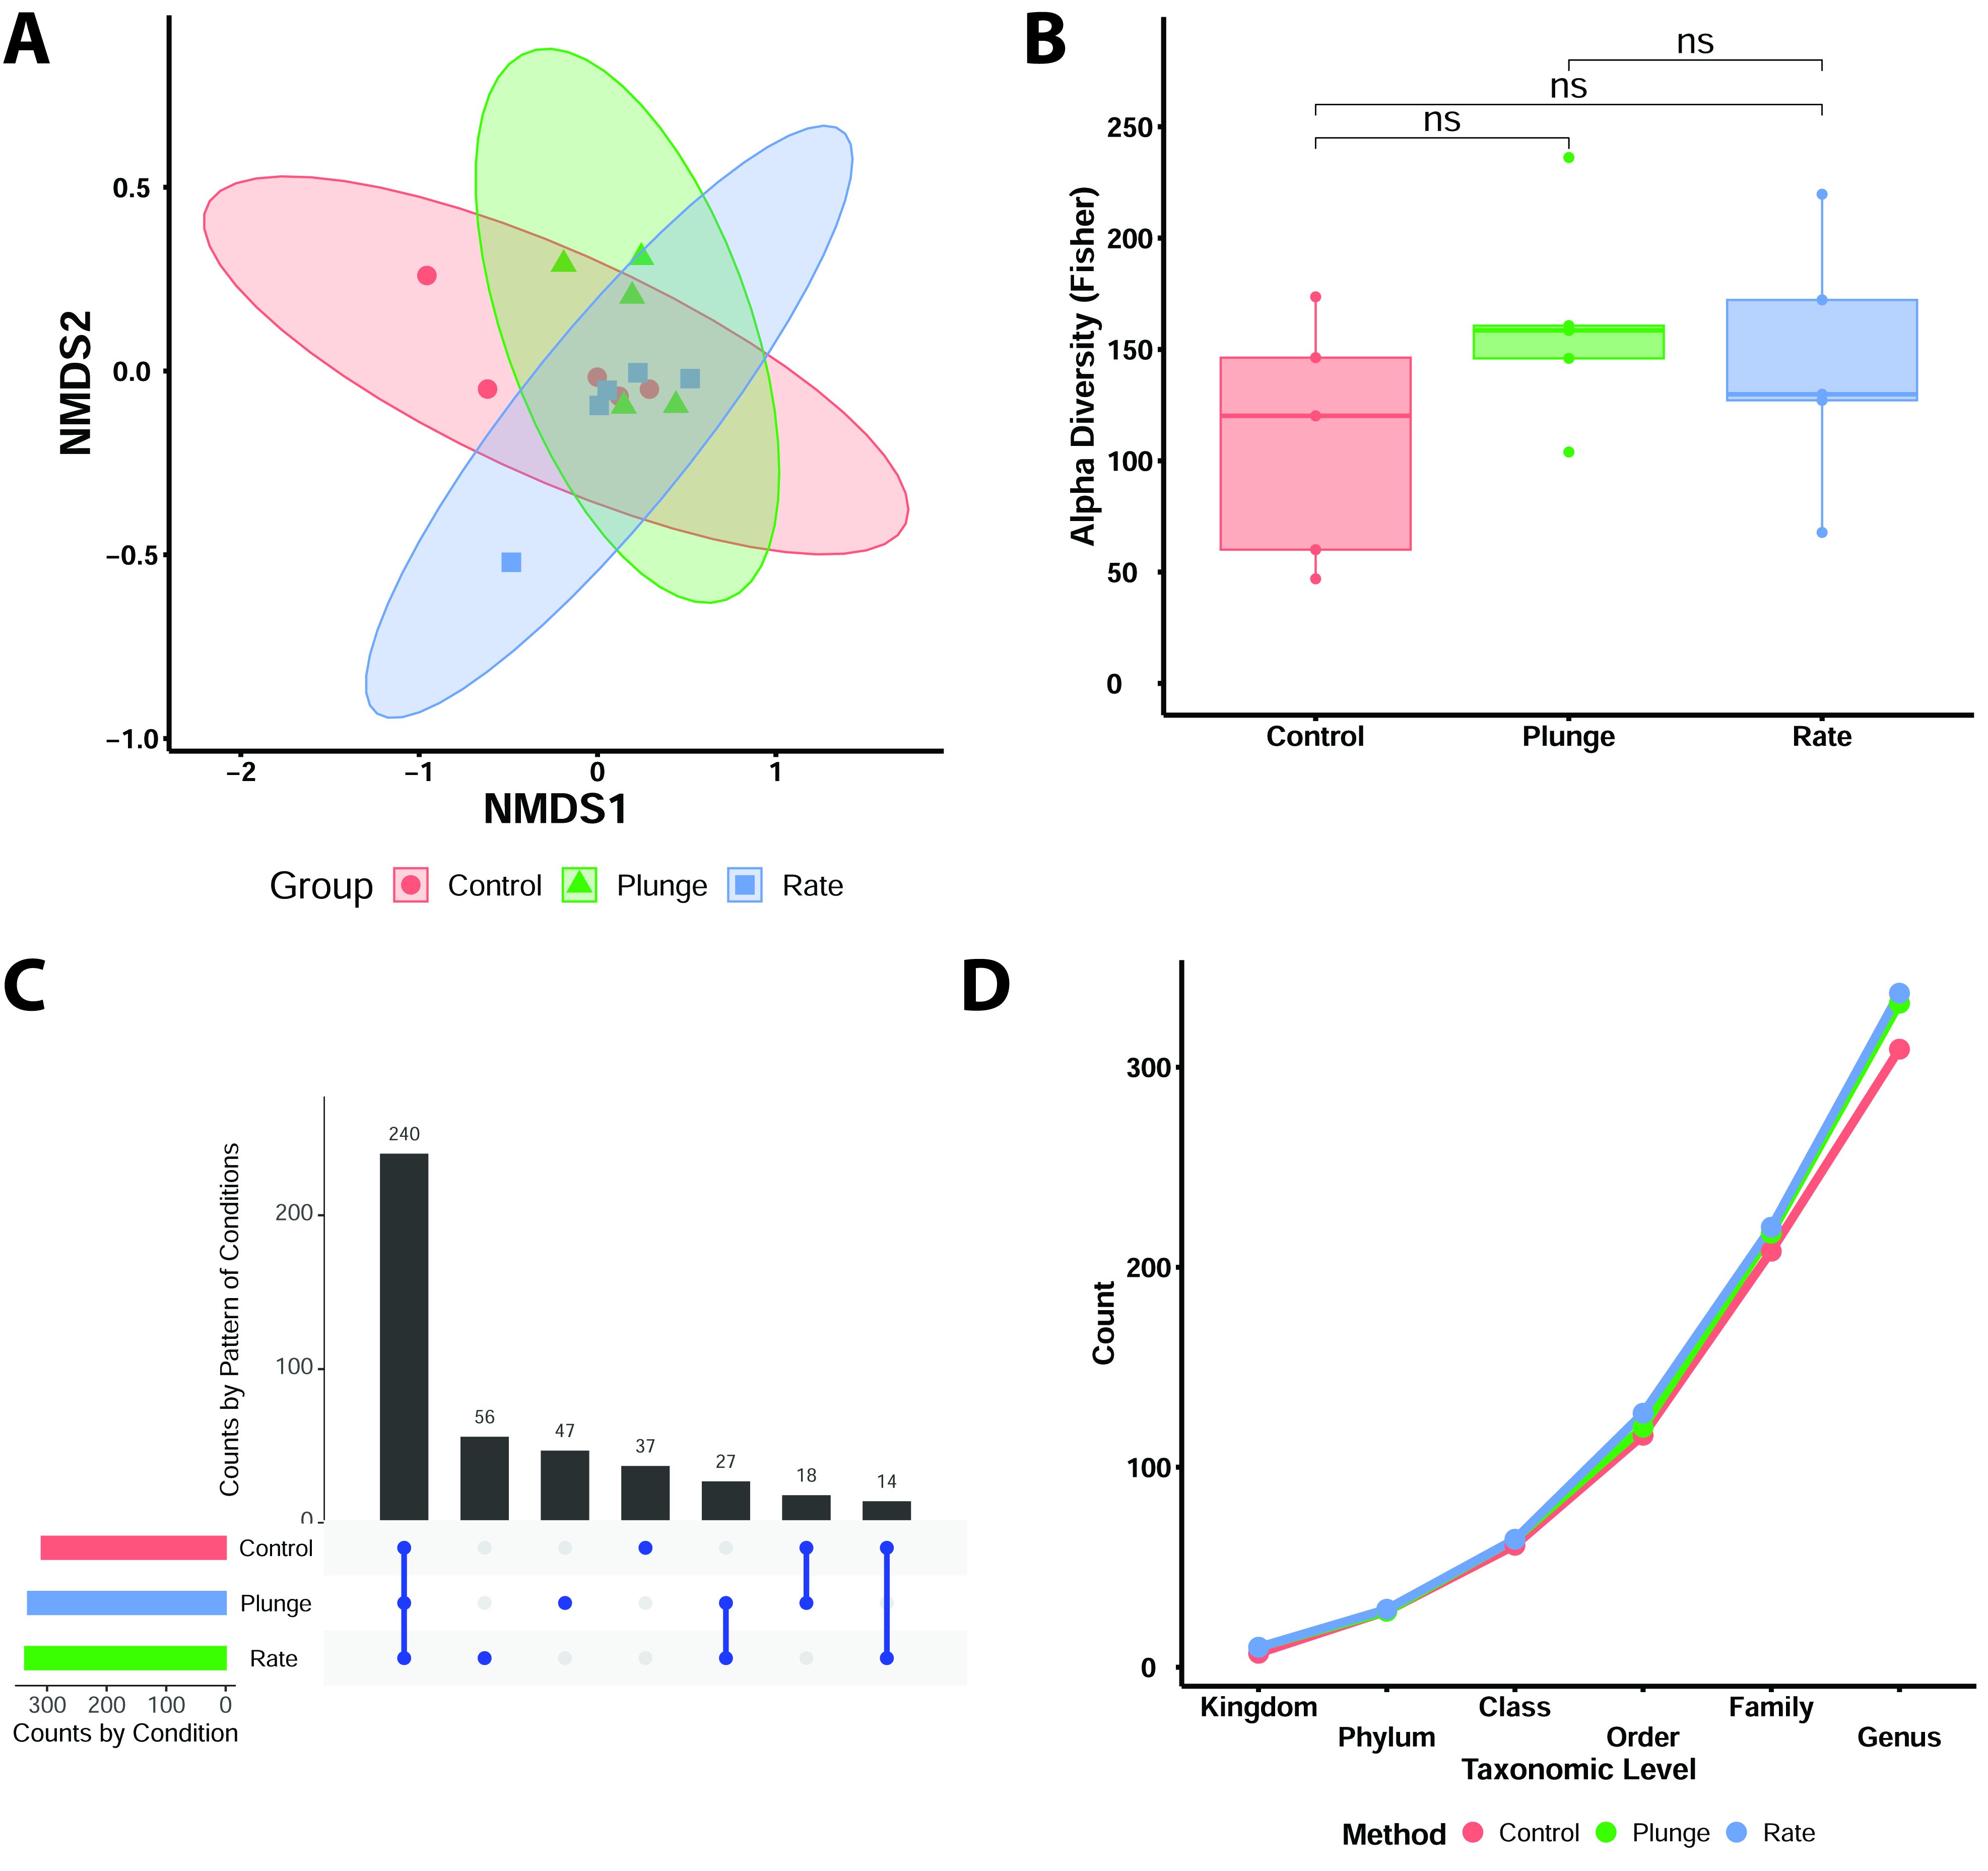 A
NMDS2
0.5
0.0
−0.5
−1.0
−2
−1
0
1
NMDS1
Group
Control
Plunge
Rate
B
Alpha Diversity (Fisher)
250
200
150
100
50
0
ns
ns
ns
Control
Plunge
Rate
C
Counts by Pattern of Conditions
200
100
0
240
56
47
37
27
18
14
Control
Plunge
Rate
300
200
100
0
Counts by Condition
D
Count
300
200
100
0
Kingdom
Phylum
Class
Order
Family
Genus
Taxonomic Level
Method
Control
Plunge
Rate